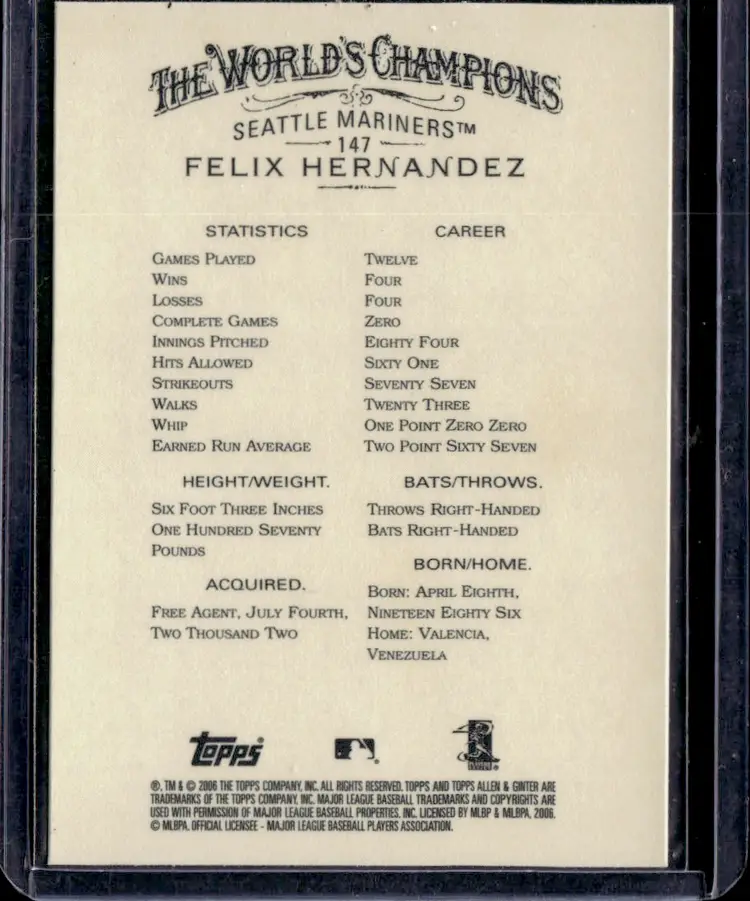 THE WORLD'S CHAMPIONS
SEATTLE MARINERS™
147
FELIX HERNANDEZ
STATISTICS CAREER
GAMES PLAYED TWELVE
WINS FOUR
LOSSES FOUR
COMPLETE GAMES ZERO
INNINGS PITCHED EIGHTY FOUR
HITS ALLOWED SIXTY ONE
STRIKEOUTS SEVENTY SEVEN
WALKS TWENTY THREE
WHIP ONE POINT ZERO ZERO
EARNED RUN AVERAGE TWO POINT SIXTY SEVEN
HEIGHT/WEIGHT.
SIX FOOT THREE INCHES
ONE HUNDRED SEVENTY
POUNDS
ACQUIRED.
FREE AGENT, JULY FOURTH,
TWO THOUSAND TWO
BATS/THROWS.
THROWS RIGHT-HANDED
BATS RIGHT-HANDED
BORN/HOME.
BORN: APRIL EIGHTH,
NINETEEN EIGHTY SIX
HOME: VALENCIA,
VENEZUELA
topps
®, TM & © 2006 THE TOPPS COMPANY, INC. ALL RIGHTS RESERVED. TOPPS AND TOPPS ALLEN & GINTER ARE
TRADEMARKS OF THE TOPPS COMPANY, INC. MAJOR LEAGUE BASEBALL TRADEMARKS AND COPYRIGHTS ARE
USED WITH PERMISSION OF MAJOR LEAGUE BASEBALL PROPERTIES, INC. LICENSED BY MLBP & MLBPA, 2006.
© MLBPA. OFFICIAL LICENSEE - MAJOR LEAGUE BASEBALL PLAYERS ASSOCIATION.